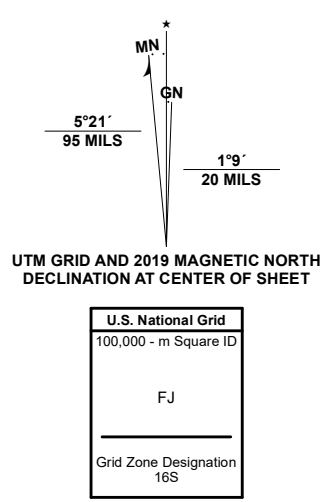 MN
GN
5°21´
95 MILS
1°9´
20 MILS
UTM GRID AND 2019 MAGNETIC NORTH
DECLINATION AT CENTER OF SHEET
U.S. National Grid
100,000 - m Square ID
FJ
Grid Zone Designation
16S